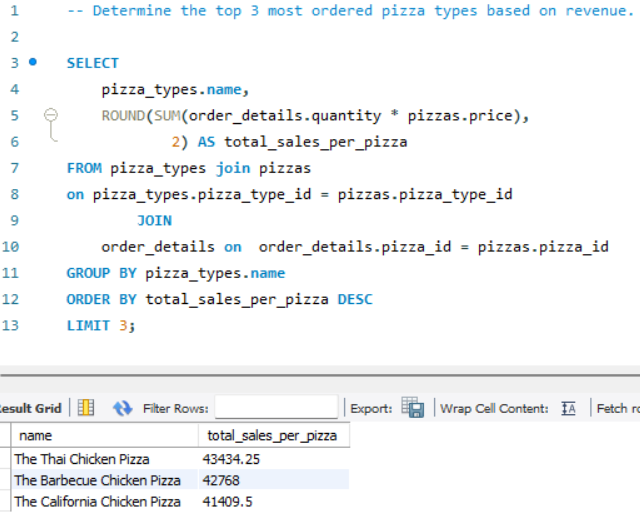 1 -- Determine the top 3 most ordered pizza types based on revenue.
2
3 SELECT
4 pizza_types.name,
5 ROUND(SUM(order_details.quantity * pizzas.price),
6 2) AS total_sales_per_pizza
7 FROM pizza_types join pizzas
8 on pizza_types.pizza_type_id = pizzas.pizza_type_id
9 JOIN
10 order_details on  order_details.pizza_id = pizzas.pizza_id
11 GROUP BY pizza_types.name
12 ORDER BY total_sales_per_pizza DESC
13 LIMIT 3;
esult Grid Filter Rows: Export: Wrap Cell Content: Fetch ro
name total_sales_per_pizza
The Thai Chicken Pizza 43434.25
The Barbecue Chicken Pizza 42768
The California Chicken Pizza 41409.5